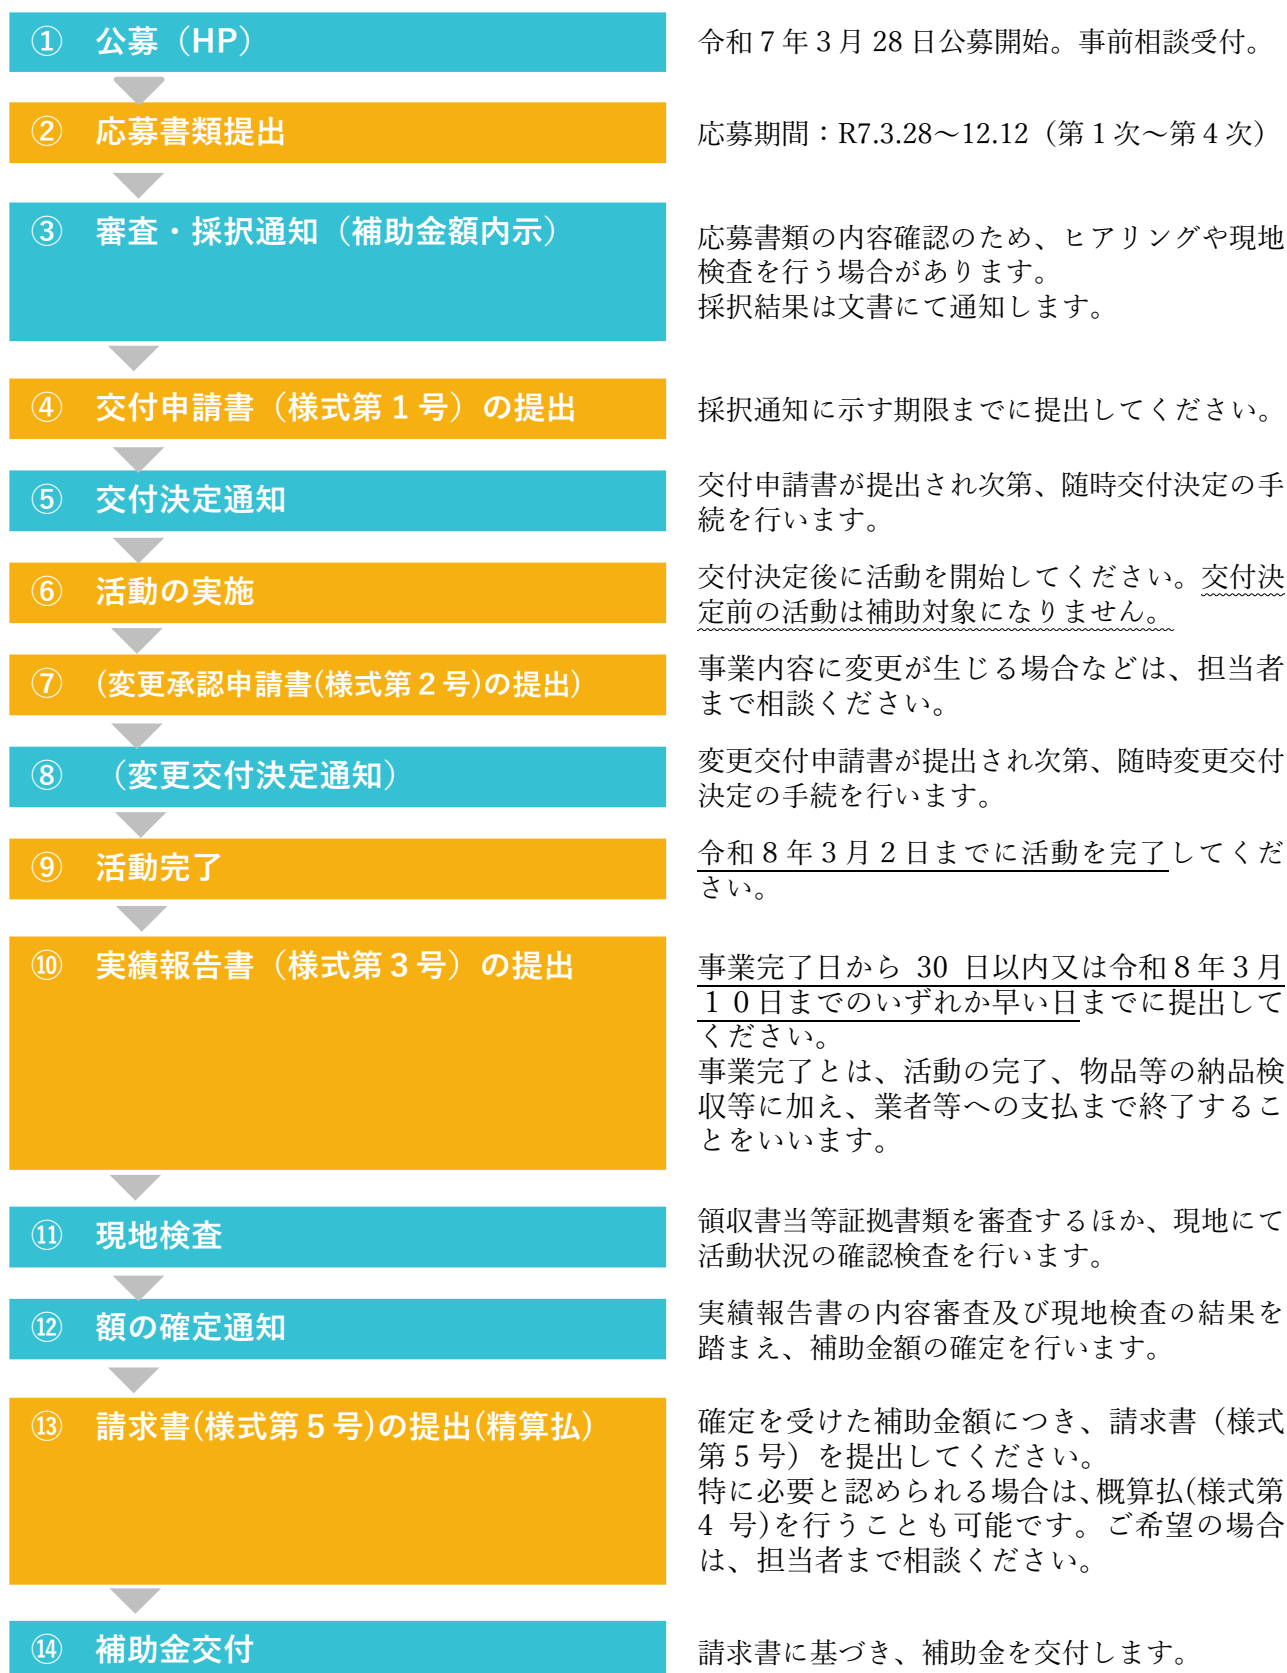 ① 公募（HP）
令和７年３月28日公募開始。事前相談受付。
② 応募書類提出
応募期間：R7.3.28～12.12（第１次～第４次）
③ 審査・採択通知（補助金額内示）
応募書類の内容確認のため、ヒアリングや現地
検査を行う場合があります。
採択結果は文書にて通知します。
④ 交付申請書（様式第１号）の提出
採択通知に示す期限までに提出してください。
⑤ 交付決定通知
交付申請書が提出され次第、随時交付決定の手
続を行います。
⑥ 活動の実施
交付決定後に活動を開始してください。交付決
定前の活動は補助対象になりません。
⑦ (変更承認申請書(様式第２号)の提出)
事業内容に変更が生じる場合などは、担当者
まで相談ください。
⑧ （変更交付決定通知）
変更交付申請書が提出され次第、随時変更交付
決定の手続を行います。
⑨ 活動完了
令和８年３月２日までに活動を完了してくだ
さい。
⑩ 実績報告書（様式第３号）の提出
事業完了日から 30 日以内又は令和８年３月
１０日までのいずれか早い日までに提出して
ください。
事業完了とは、活動の完了、物品等の納品検
収等に加え、業者等への支払まで終了するこ
とをいいます。
⑪ 現地検査
領収書当等証拠書類を審査するほか、現地にて
活動状況の確認検査を行います。
⑫ 額の確定通知
実績報告書の内容審査及び現地検査の結果を
踏まえ、補助金額の確定を行います。
⑬ 請求書(様式第５号)の提出(精算払)
確定を受けた補助金額につき、請求書（様式
第５号）を提出してください。
特に必要と認められる場合は、概算払(様式第
4 号)を行うことも可能です。ご希望の場合
は、担当者まで相談ください。
⑭ 補助金交付
請求書に基づき、補助金を交付します。